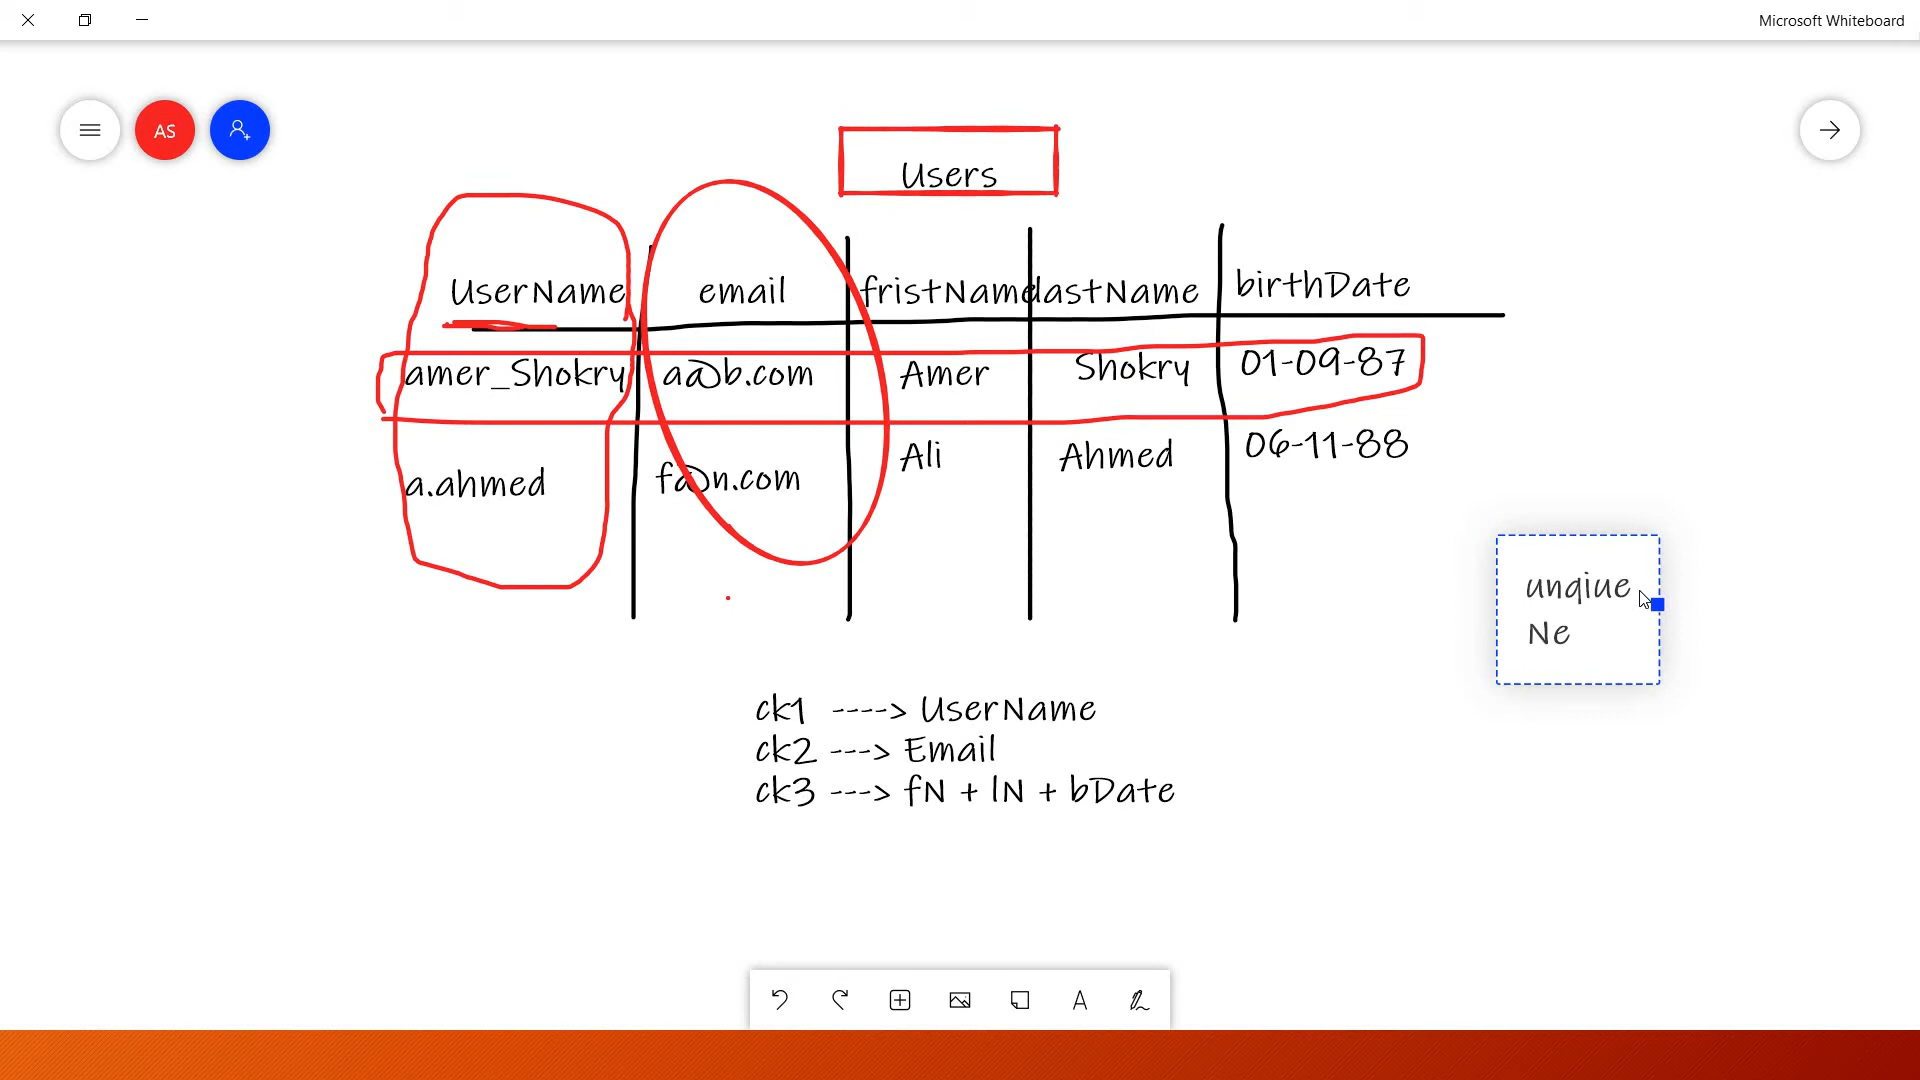 Microsoft Whiteboard
AS
Users
UserName email fristName lastName birthDate
amer_Shokry a@b.com Amer Shokry 01-09-87
a.ahmed f@n.com Ali Ahmed 06-11-88
unqiue
Ne
ck1 ----> UserName
ck2 ---> Email
ck3 ---> fN + lN + bDate